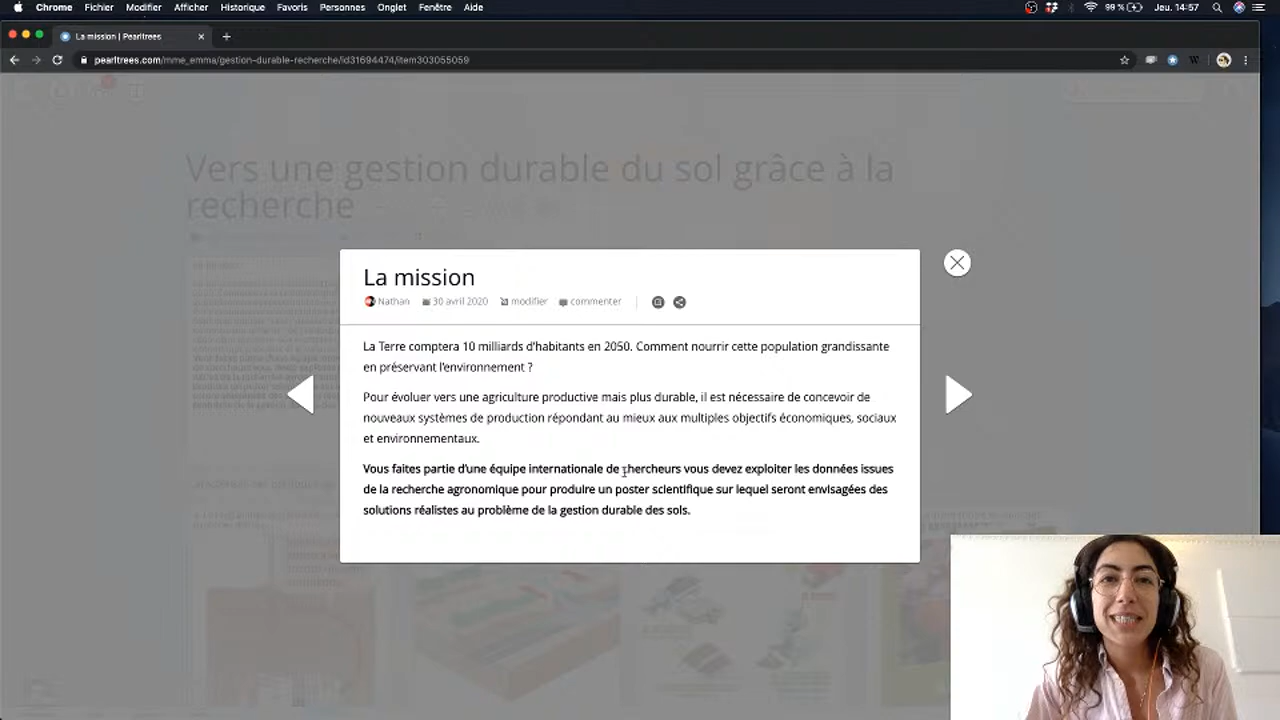 Chrome Fichier Modifier Afficher Historique Favoris Personnes Onglet Fenêtre Aide
99 % Jeu. 14:57
La mission | Pearltrees
pearltrees.com/mme_emma/gestion-durable-recherche/id31694474/item303055059
Vers une gestion durable du sol grâce à la
recherche
La mission
Nathan 30 avril 2020 modifier commenter
La Terre comptera 10 milliards d'habitants en 2050. Comment nourrir cette population grandissante
en préservant l'environnement ?
Pour évoluer vers une agriculture productive mais plus durable, il est nécessaire de concevoir de
nouveaux systèmes de production répondant au mieux aux multiples objectifs économiques, sociaux
et environnementaux.
Vous faites partie d'une équipe internationale de chercheurs vous devez exploiter les données issues
de la recherche agronomique pour produire un poster scientifique sur lequel seront envisagées des
solutions réalistes au problème de la gestion durable des sols.